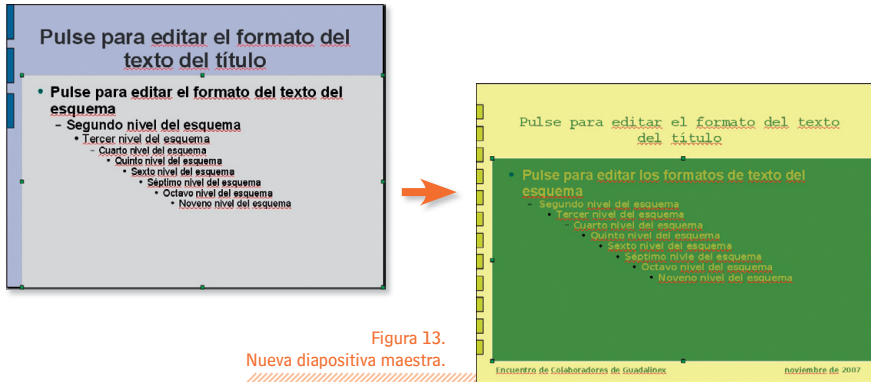 Pulse para editar el formato del
texto del título
• Pulse para editar el formato del texto del
esquema
– Segundo nivel del esquema
• Tercer nivel del esquema
– Cuarto nivel del esquema
• Quinto nivel del esquema
• Sexto nivel del esquema
• Séptimo nivel del esquema
• Octavo nivel del esquema
• Noveno nivel del esquema
Pulse para editar el formato del texto
del título
• Pulse para editar los formatos de texto del
esquema
– Segundo nivel del esquema
• Tercer nivel del esquema
– Cuarto nivel del esquema
• Quinto nivel del esquema
• Sexto nivel del esquema
• Séptimo nivle del esquema
• Octavo nivel del esquema
• Noveno nivel del esquema
Encuentro de Colaboradores de Guadalinex
noviembre de 2007
Figura 13.
Nueva diapositiva maestra.